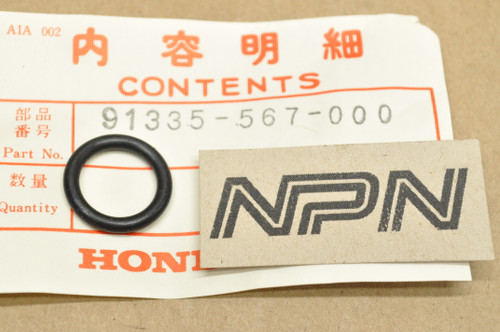 AIA 002
内容明細
CONTENTS
部品番号
Part No.
91335-567-000
数量
Quantity
HON
NPN